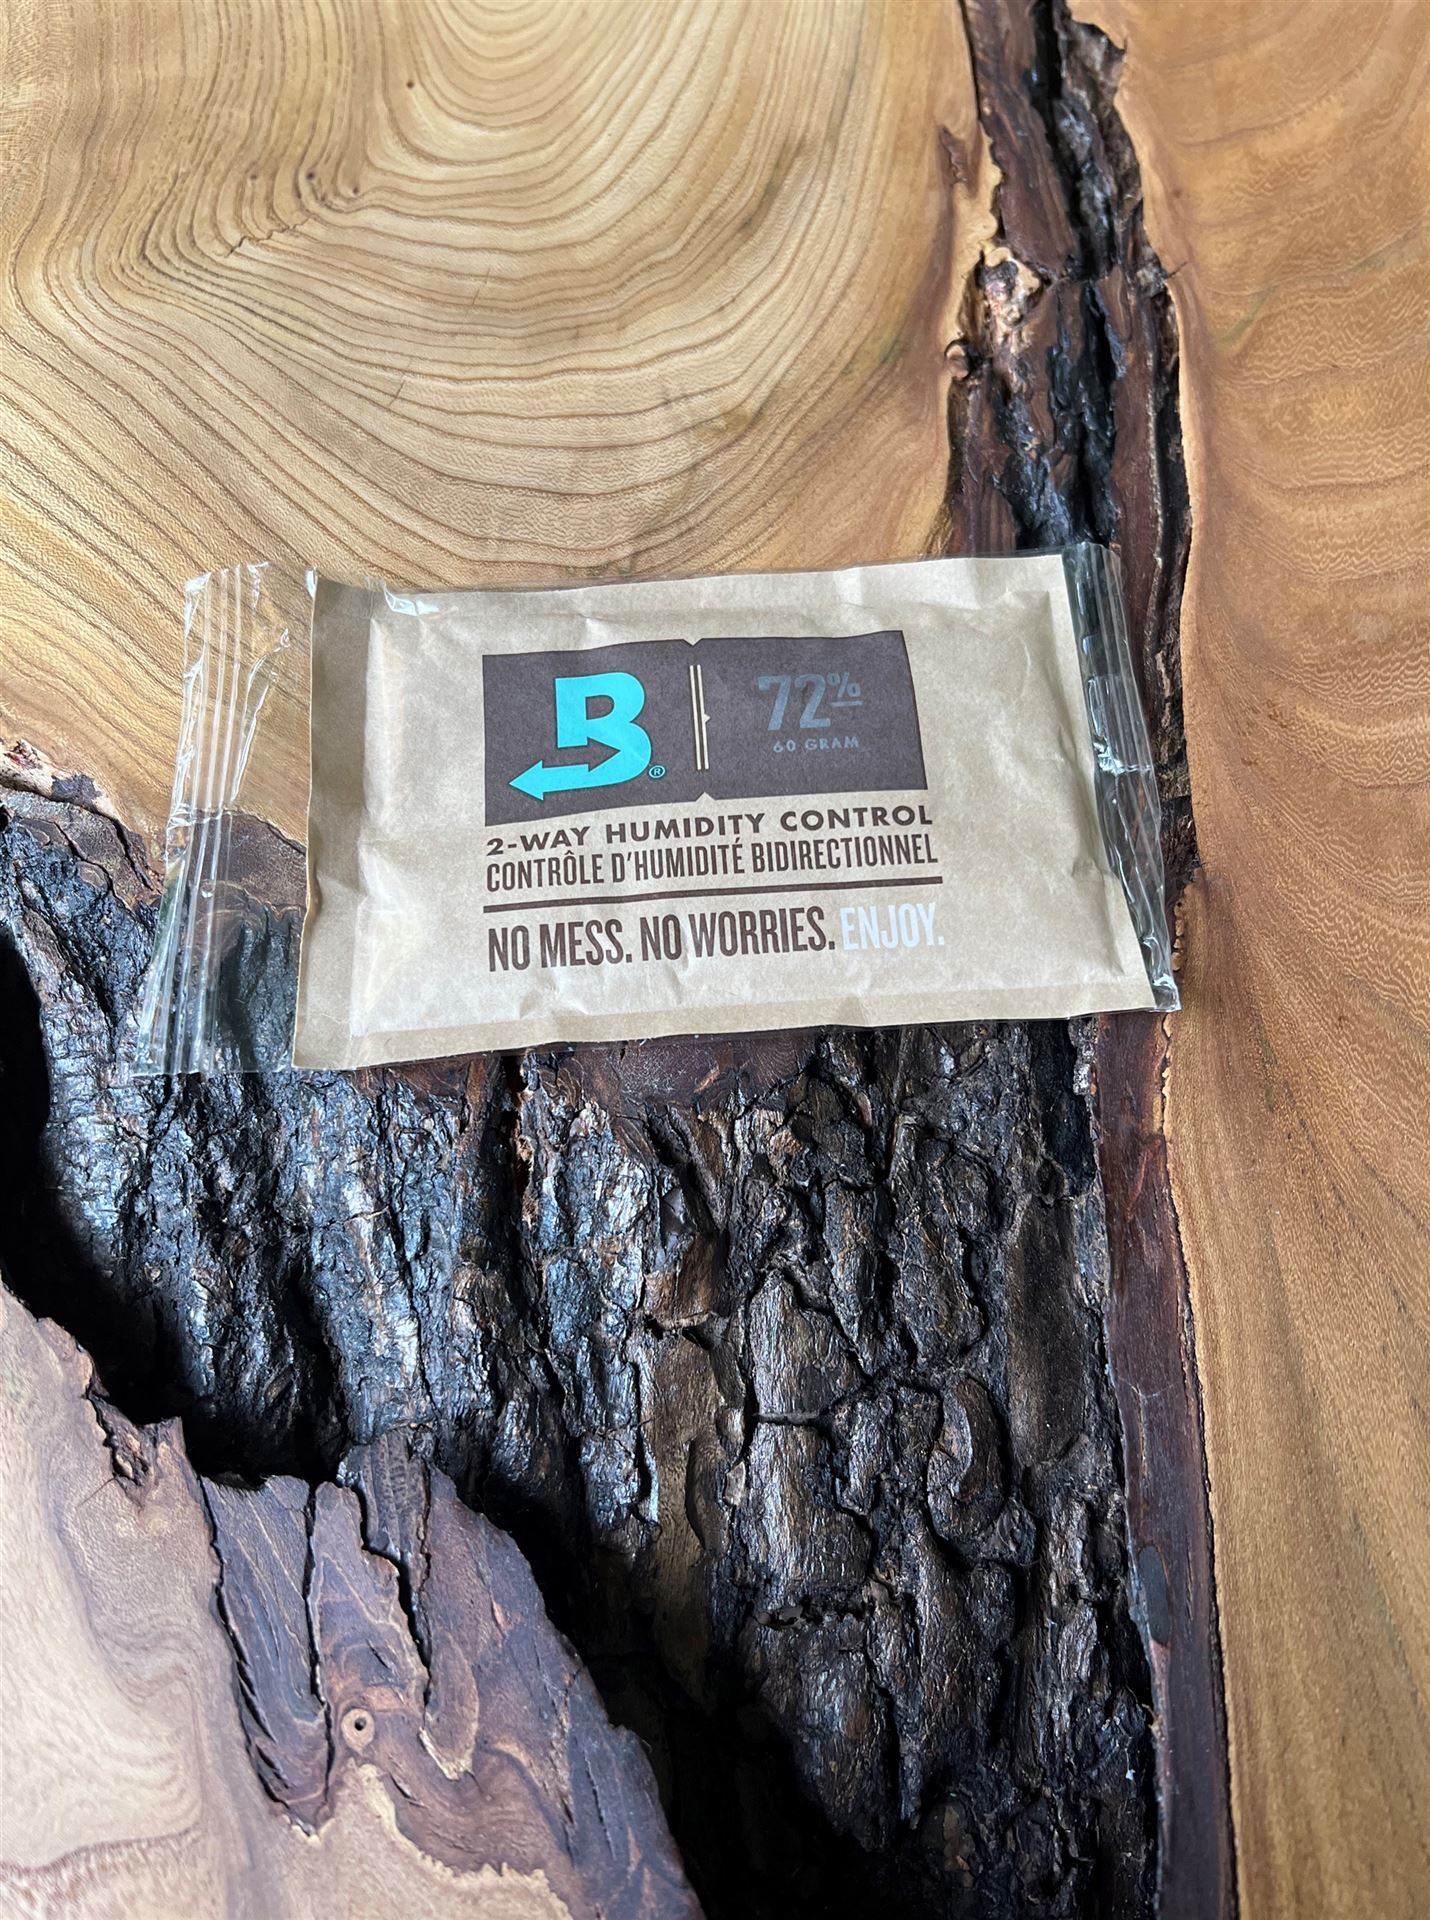 B®
72%
60 GRAM
2-WAY HUMIDITY CONTROL
CONTRÔLE D'HUMIDITÉ BIDIRECTIONNEL
NO MESS. NO WORRIES. ENJOY.